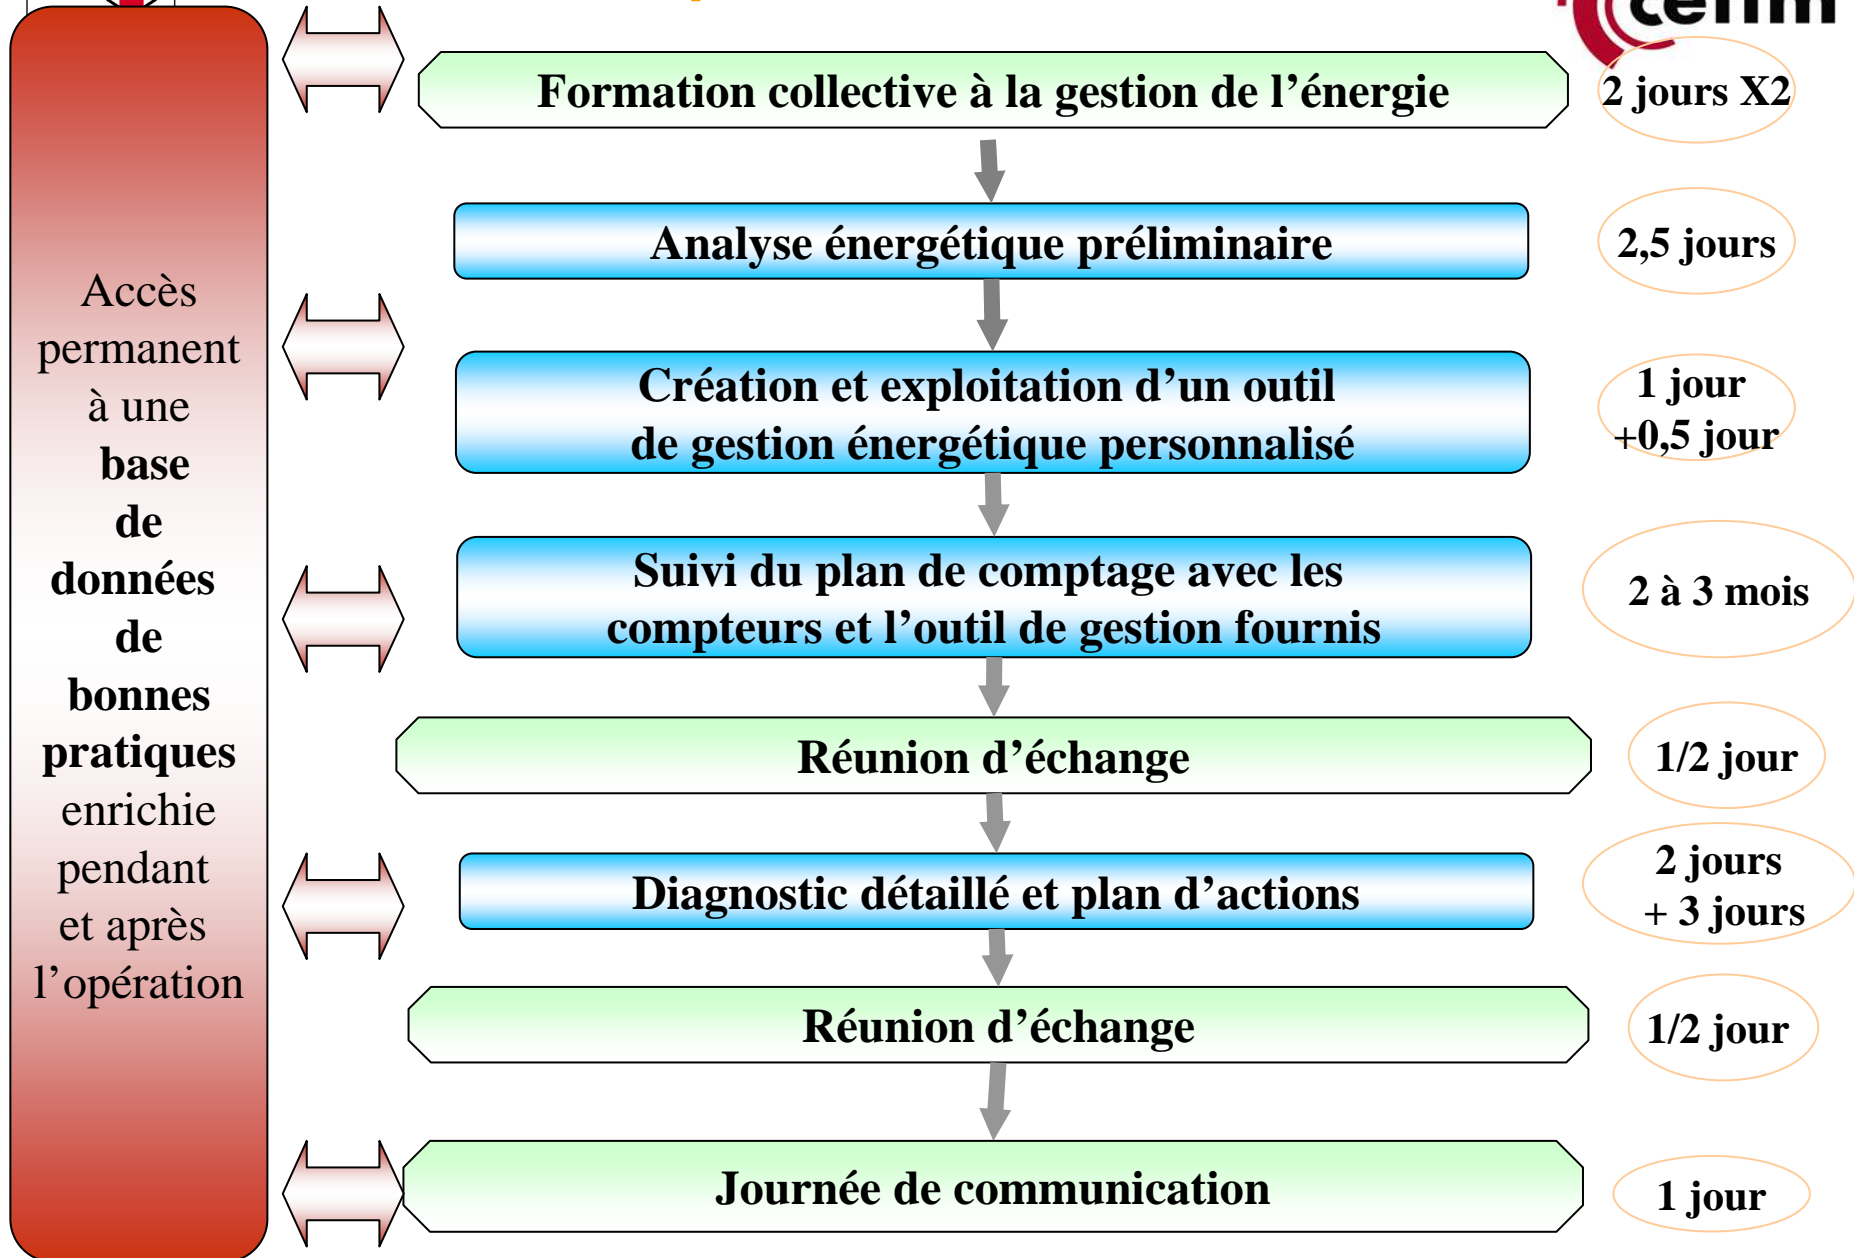 cetim
Formation collective à la gestion de l’énergie
2 jours X2
Analyse énergétique préliminaire
2,5 jours
Création et exploitation d’un outil
de gestion énergétique personnalisé
1 jour
+0,5 jour
Suivi du plan de comptage avec les
compteurs et l’outil de gestion fournis
2 à 3 mois
Réunion d’échange
1/2 jour
Diagnostic détaillé et plan d’actions
2 jours
+ 3 jours
Réunion d’échange
1/2 jour
Journée de communication
1 jour
Accès
permanent
à une
base
de
données
de
bonnes
pratiques
enrichie
pendant
et après
l’opération